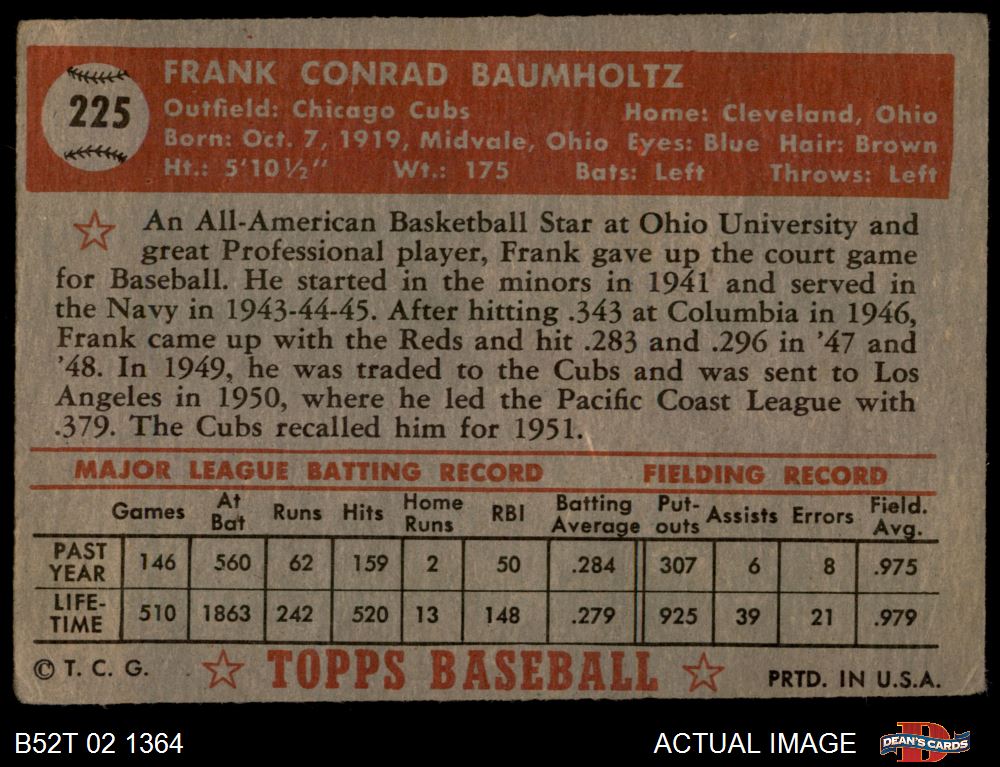 225
FRANK CONRAD BAUMHOLTZ
Outfield: Chicago Cubs Home: Cleveland, Ohio
Born: Oct. 7, 1919, Midvale, Ohio Eyes: Blue Hair: Brown
Ht.: 5'10½" Wt.: 175 Bats: Left Throws: Left
An All-American Basketball Star at Ohio University and
great Professional player, Frank gave up the court game
for Baseball. He started in the minors in 1941 and served in
the Navy in 1943-44-45. After hitting .343 at Columbia in 1946,
Frank came up with the Reds and hit .283 and .296 in '47 and
'48. In 1949, he was traded to the Cubs and was sent to Los
Angeles in 1950, where he led the Pacific Coast League with
.379. The Cubs recalled him for 1951.
MAJOR LEAGUE BATTING RECORD FIELDING RECORD
Games At Bat Runs Hits Home Runs RBI Batting Average Put-outs Assists Errors Field. Avg.
PAST YEAR 146 560 62 159 2 50 .284 307 6 8 .975
LIFE-TIME 510 1863 242 520 13 148 .279 925 39 21 .979
© T. C. G. TOPPS BASEBALL PRTD. IN U.S.A.
B52T 02 1364 ACTUAL IMAGE DEAN'S CARDS